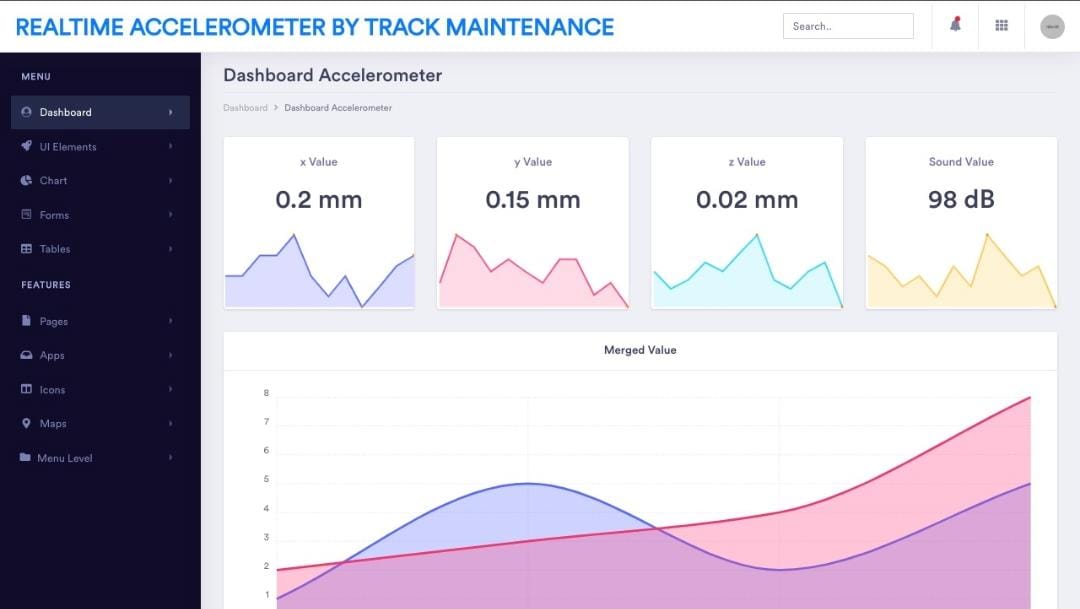 REALTIME ACCELEROMETER BY TRACK MAINTENANCE
Search..
MENU
Dashboard
UI Elements
Chart
Forms
Tables
FEATURES
Pages
Apps
Icons
Maps
Menu Level
Dashboard Accelerometer
Dashboard > Dashboard Accelerometer
x Value
0.2 mm
y Value
0.15 mm
z Value
0.02 mm
Sound Value
98 dB
Merged Value
8
7
6
5
4
3
2
1